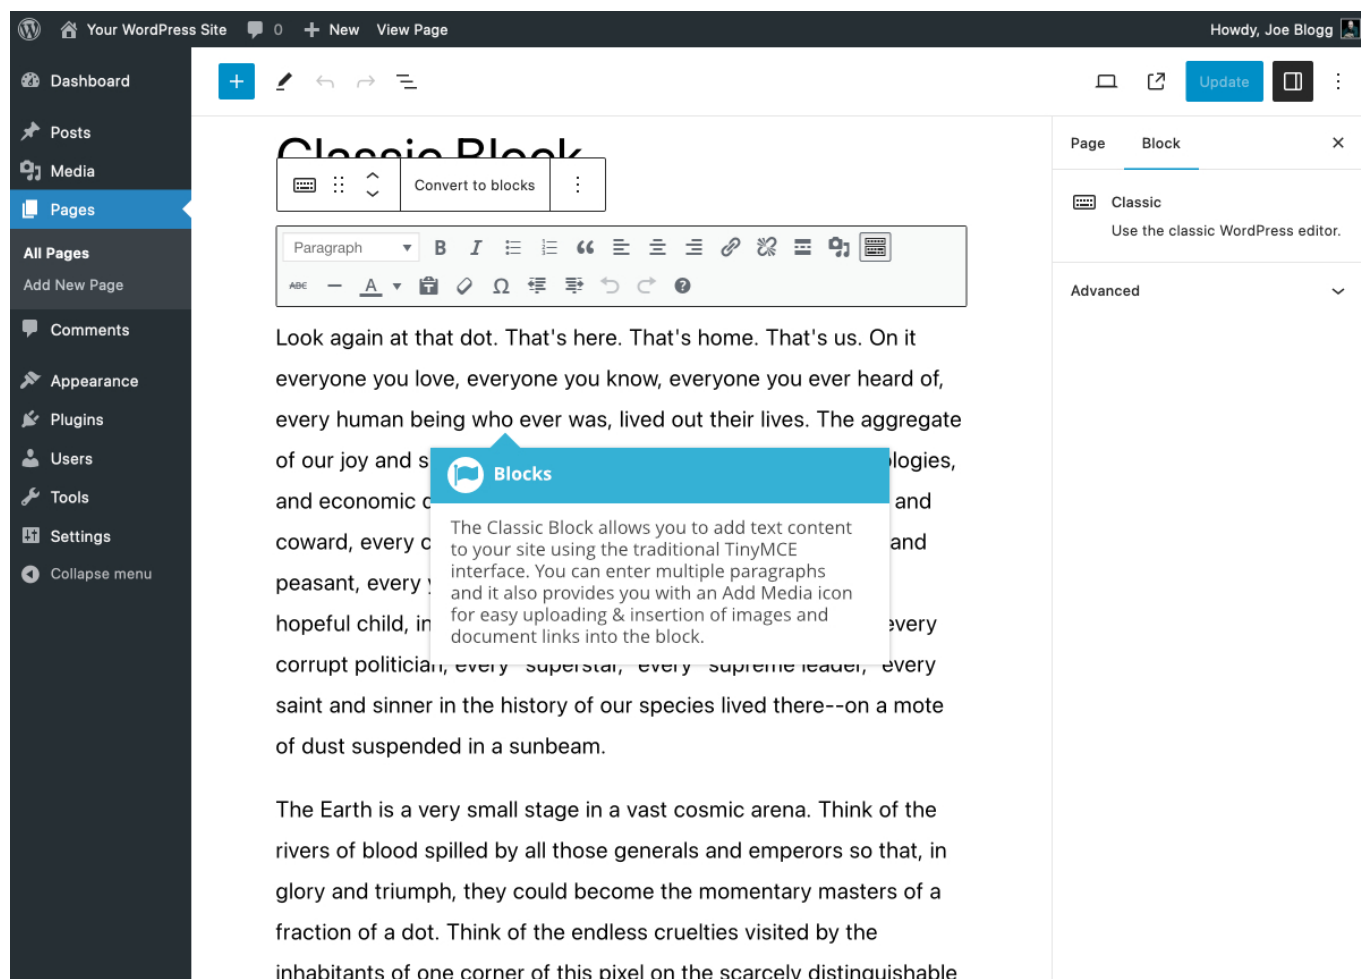 Your WordPress Site 0 New View Page Howdy, Joe Blogg
Dashboard
Posts
Media
Pages
All Pages
Add New Page
Comments
Appearance
Plugins
Users
Tools
Settings
Collapse menu
Update
Classic Block
Convert to blocks
Paragraph B I
ABE A
Look again at that dot. That's here. That's home. That's us. On it
everyone you love, everyone you know, everyone you ever heard of,
every human being who ever was, lived out their lives. The aggregate
of our joy and s
logies,
and economic
and
coward, every
and
peasant, every
hopeful child, in
every
corrupt politician, every "superstar," every "supreme leader," every
saint and sinner in the history of our species lived there--on a mote
of dust suspended in a sunbeam.
Blocks
The Classic Block allows you to add text content
to your site using the traditional TinyMCE
interface. You can enter multiple paragraphs
and it also provides you with an Add Media icon
for easy uploading & insertion of images and
document links into the block.
The Earth is a very small stage in a vast cosmic arena. Think of the
rivers of blood spilled by all those generals and emperors so that, in
glory and triumph, they could become the momentary masters of a
fraction of a dot. Think of the endless cruelties visited by the
inhabitants of one corner of this pixel on the scarcely distinguishable
Page Block
Classic
Use the classic WordPress editor.
Advanced